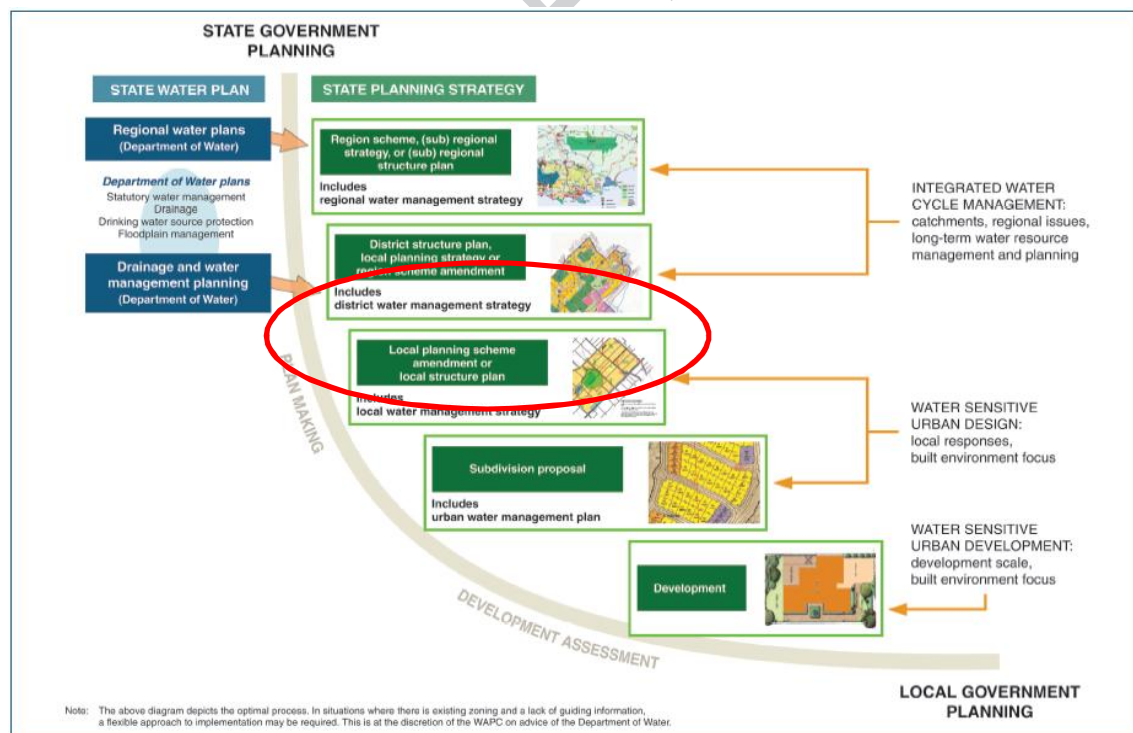 STATE GOVERNMENT
PLANNING
STATE WATER PLAN
STATE PLANNING STRATEGY
Regional water plans
(Department of Water)
Department of Water plans
Statutory water management
Drainage
Drinking water source protection
Floodplain management
Drainage and water
management planning
(Department of Water)
Region scheme, (sub) regional
strategy, or (sub) regional
structure plan
Includes
regional water management strategy
District structure plan,
local planning strategy or
region scheme amendment
Includes
district water management strategy
Local planning scheme
amendment or
local structure plan
Includes
local water management strategy
Subdivision proposal
Includes
urban water management plan
Development
INTEGRATED WATER
CYCLE MANAGEMENT:
catchments, regional issues,
long-term water resource
management and planning
WATER SENSITIVE
URBAN DESIGN:
local responses,
built environment focus
WATER SENSITIVE
URBAN DEVELOPMENT:
development scale,
built environment focus
PLAN MAKING
DEVELOPMENT ASSESSMENT
LOCAL GOVERNMENT
PLANNING
Note: The above diagram depicts the optimal process. In situations where there is existing zoning and a lack of guiding information,
a flexible approach to implementation may be required. This is at the discretion of the WAPC on advice of the Department of Water.